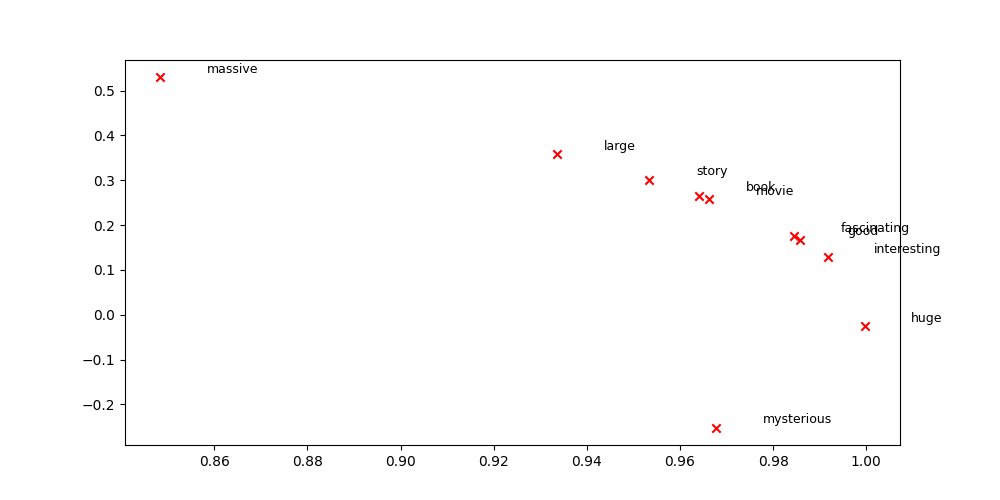 massive
large
story
book
movie
fascinating
good
interesting
huge
mysterious
0.5
0.4
0.3
0.2
0.1
0.0
−0.1
−0.2
0.86 0.88 0.90 0.92 0.94 0.96 0.98 1.00